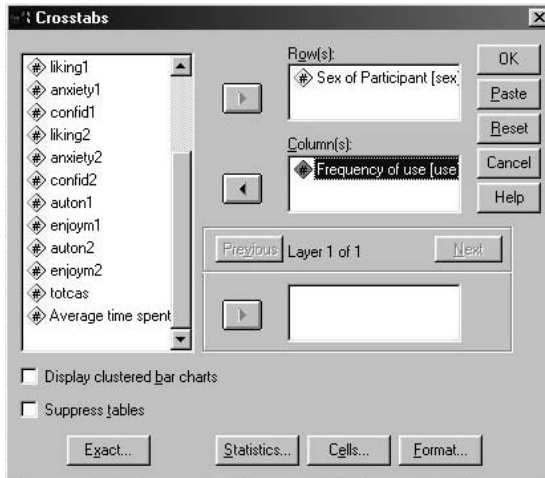 Crosstabs
liking1
anxiety1
confid1
liking2
anxiety2
confid2
auton1
enjoym1
auton2
enjoym2
totcas
Average time spent
Row(s):
Sex of Participant [sex]
Column(s):
Frequency of use [use]
Previous Layer 1 of 1 Next
OK
Paste
Reset
Cancel
Help
Display clustered bar charts
Suppress tables
Exact... Statistics... Cells... Format...